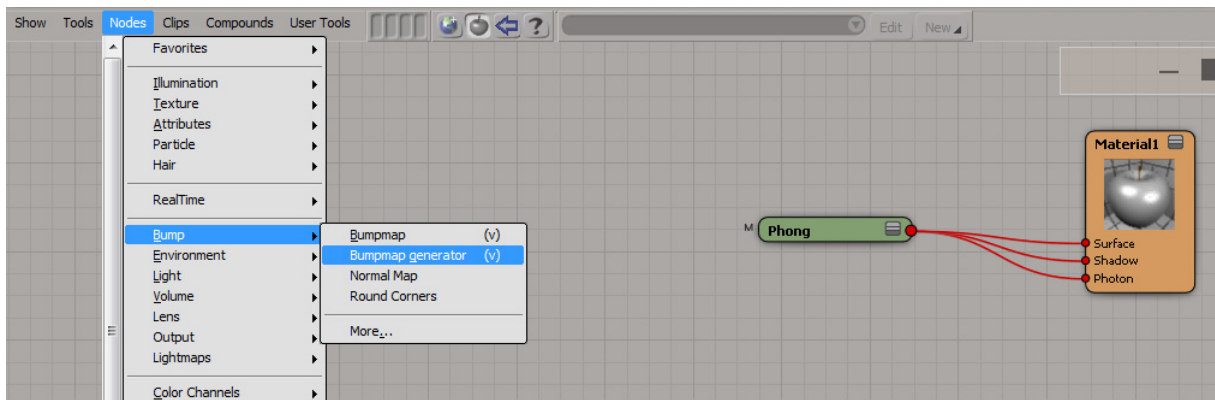 Show Tools Nodes Clips Compounds User Tools ? Edit New
Favorites
Illumination
Texture
Attributes
Particle
Hair
RealTime
Bump
Environment
Light
Volume
Lens
Output
Lightmaps
Color Channels
Bumpmap (v)
Bumpmap generator (v)
Normal Map
Round Corners
More...
M Phong
Material1
Surface
Shadow
Photon